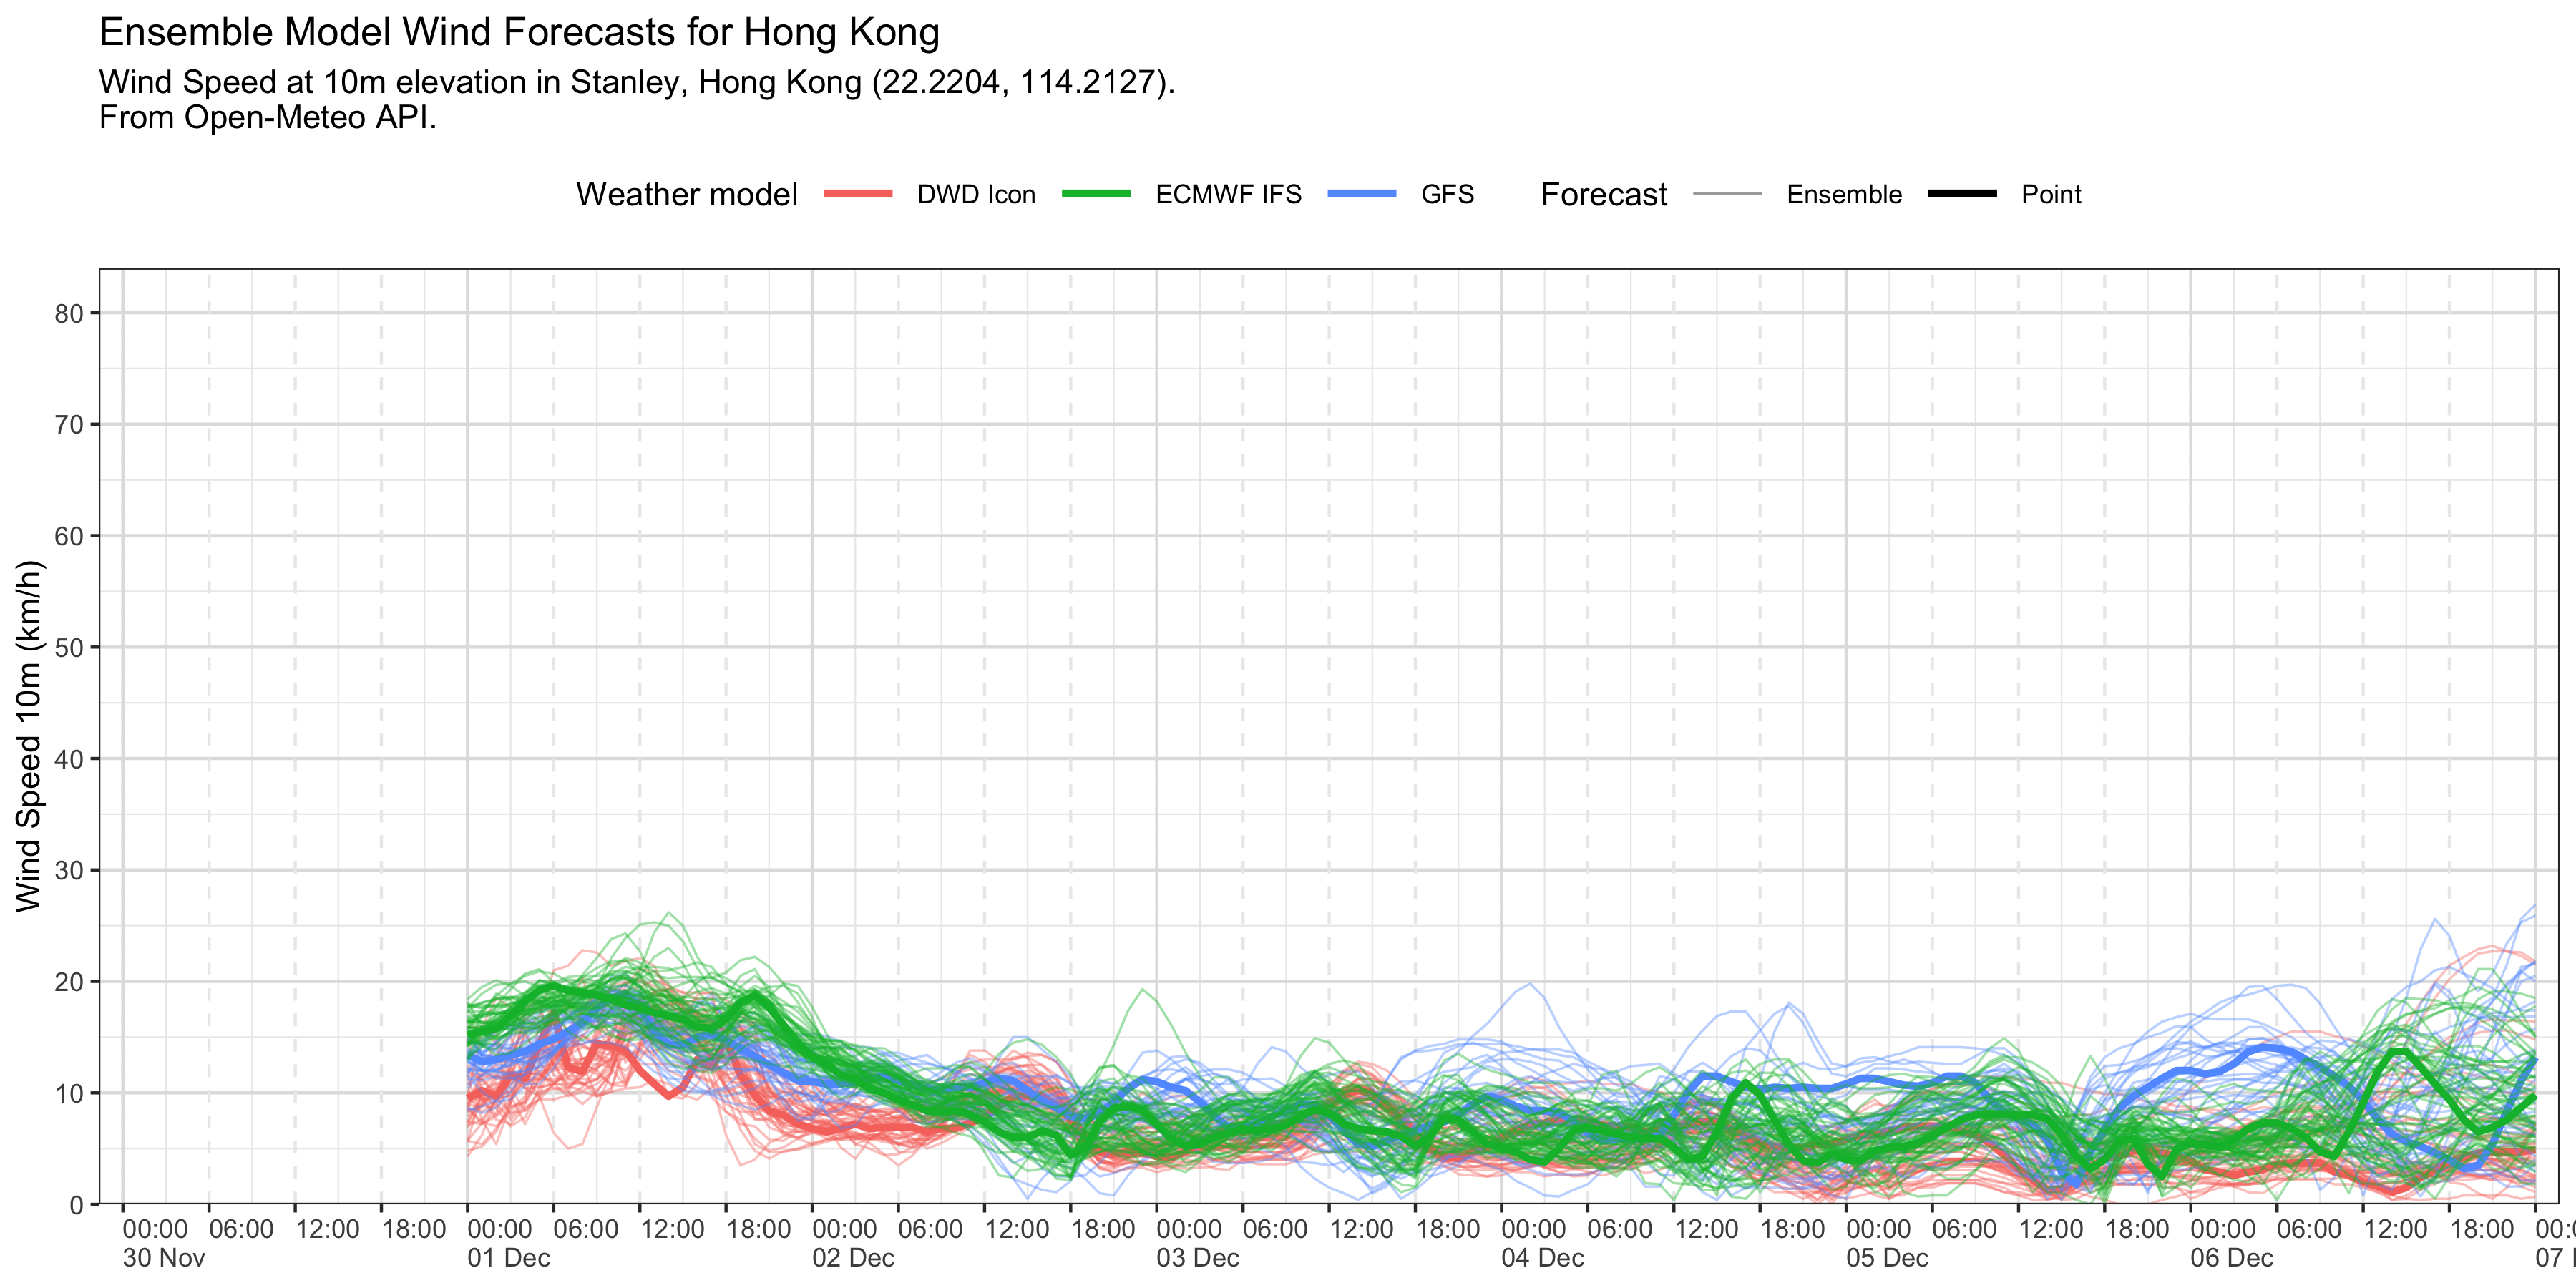 Ensemble Model Wind Forecasts for Hong Kong
Wind Speed at 10m elevation in Stanley, Hong Kong (22.2204, 114.2127).
From Open-Meteo API.
Weather model DWD Icon ECMWF IFS GFS Forecast Ensemble Point
Wind Speed 10m (km/h)
80
70
60
50
40
30
20
10
0
00:00 06:00 12:00 18:00 00:00 06:00 12:00 18:00 00:00 06:00 12:00 18:00 00:00 06:00 12:00 18:00 00:00 06:00 12:00 18:00 00:00 06:00 12:00 18:00 00:00 06:00 12:00 18:00 00:0
30 Nov 01 Dec 02 Dec 03 Dec 04 Dec 05 Dec 06 Dec 07